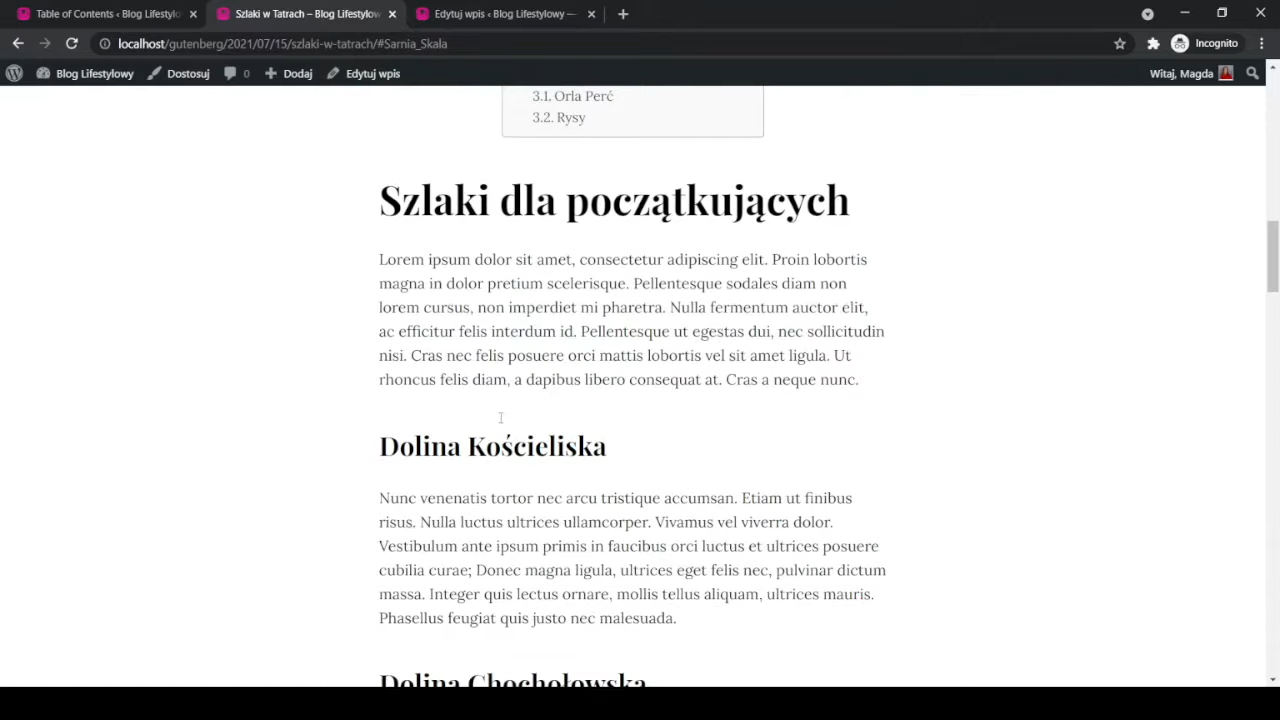 Table of Contents ‹ Blog Lifestylo
Szlaki w Tatrach – Blog Lifestylow
Edytuj wpis ‹ Blog Lifestylowy —
localhost/gutenberg/2021/07/15/szlaki-w-tatrach/#Sarnia_Skala
Incognito
Blog Lifestylowy
Dostosuj
0
Dodaj
Edytuj wpis
Witaj, Magda
3.1. Orla Perć
3.2. Rysy
Szlaki dla początkujących
Lorem ipsum dolor sit amet, consectetur adipiscing elit. Proin lobortis
magna in dolor pretium scelerisque. Pellentesque sodales diam non
lorem cursus, non imperdiet mi pharetra. Nulla fermentum auctor elit,
ac efficitur felis interdum id. Pellentesque ut egestas dui, nec sollicitudin
nisi. Cras nec felis posuere orci mattis lobortis vel sit amet ligula. Ut
rhoncus felis diam, a dapibus libero consequat at. Cras a neque nunc.
Dolina Kościeliska
Nunc venenatis tortor nec arcu tristique accumsan. Etiam ut finibus
risus. Nulla luctus ultrices ullamcorper. Vivamus vel viverra dolor.
Vestibulum ante ipsum primis in faucibus orci luctus et ultrices posuere
cubilia curae; Donec magna ligula, ultrices eget felis nec, pulvinar dictum
massa. Integer quis lectus ornare, mollis tellus aliquam, ultrices mauris.
Phasellus feugiat quis justo nec malesuada.
Dolina Chochołowska